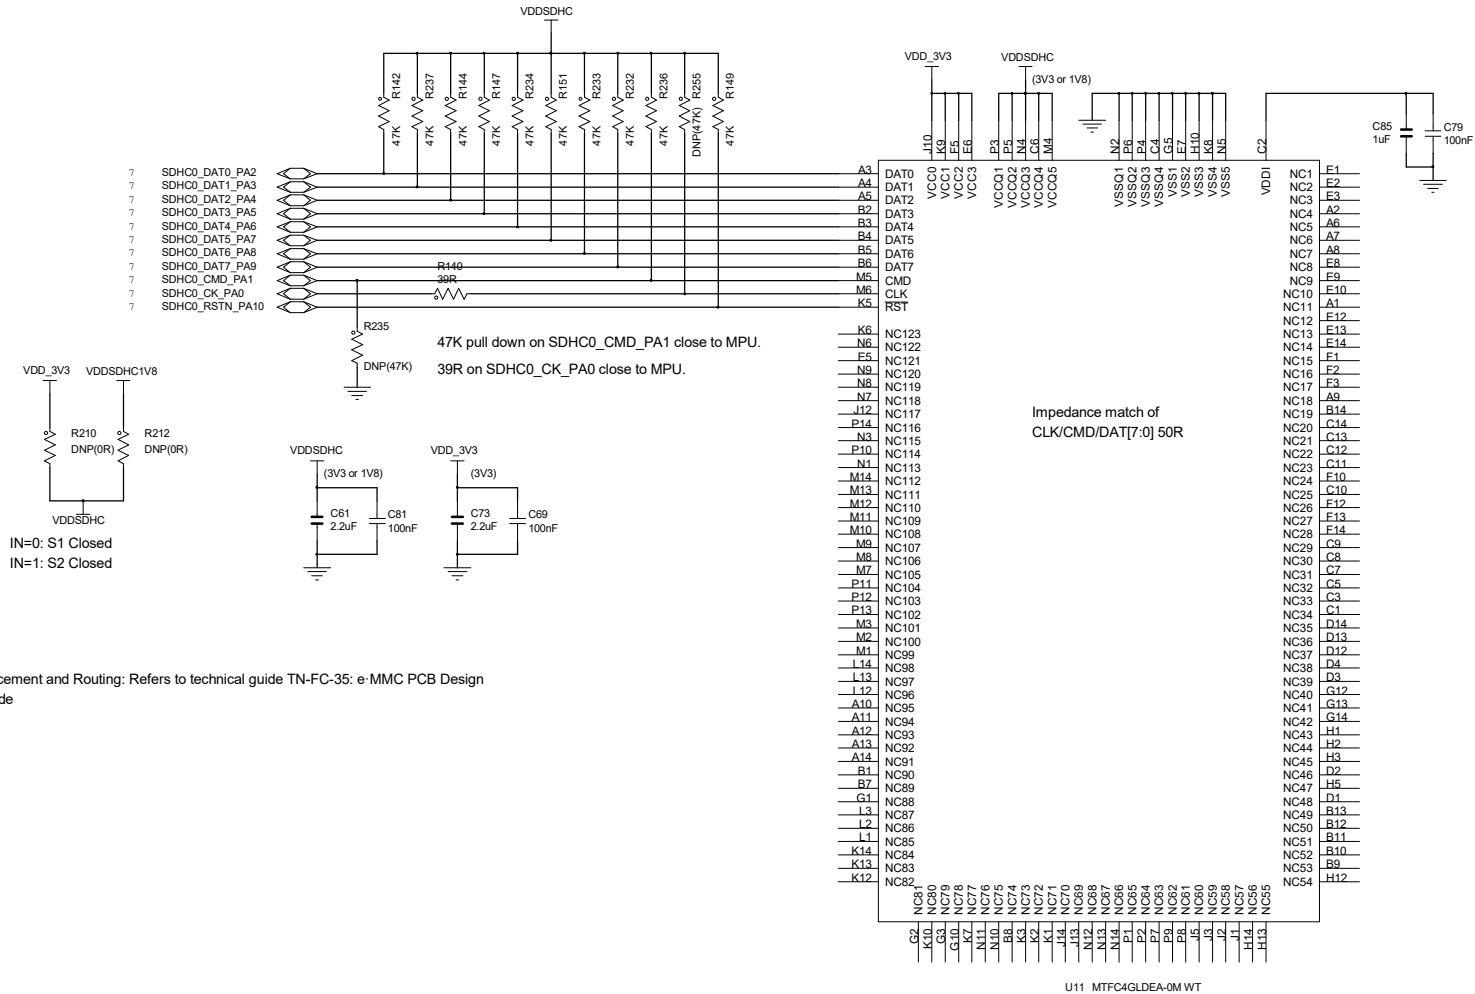 VDDSDHC
R142
R237
R144
R147
R234
R151
R233
R232
R236
R255
R149
47K
47K
47K
47K
47K
47K
47K
47K
47K
DNP(47K)
47K
7 SDHC0_DAT0_PA2
7 SDHC0_DAT1_PA3
7 SDHC0_DAT2_PA4
7 SDHC0_DAT3_PA5
7 SDHC0_DAT4_PA6
7 SDHC0_DAT5_PA7
7 SDHC0_DAT6_PA8
7 SDHC0_DAT7_PA9
7 SDHC0_CMD_PA1
7 SDHC0_CK_PA0
7 SDHC0_RSTN_PA10
R140
39R
R235
DNP(47K)
47K pull down on SDHC0_CMD_PA1 close to MPU.
39R on SDHC0_CK_PA0 close to MPU.
VDD_3V3 VDDSDHC1V8
R210
DNP(0R)
R212
DNP(0R)
VDDSDHC
IN=0: S1 Closed
IN=1: S2 Closed
VDDSDHC
(3V3 or 1V8)
C61
2.2uF
C81
100nF
VDD_3V3
(3V3)
C73
2.2uF
C69
100nF
cement and Routing: Refers to technical guide TN-FC-35: e·MMC PCB Design
de
VDD_3V3
VDDSDHC
(3V3 or 1V8)
J10 VCC0
K9 VCC1
E5 VCC2
E6 VCC3
P3 VCCQ1
P5 VCCQ2
N4 VCCQ3
C6 VCCQ4
M4 VCCQ5
N2 VSSQ1
P6 VSSQ2
P4 VSSQ3
C4 VSSQ4
G5 VSS1
E7 VSS2
H10 VSS3
K8 VSS4
N5 VSS5
C2 VDDI
C85
1uF
C79
100nF
A3 DAT0
A4 DAT1
A5 DAT2
B2 DAT3
B3 DAT4
B4 DAT5
B5 DAT6
B6 DAT7
M5 CMD
M6 CLK
K5 RST
K6 NC123
N6 NC122
F5 NC121
N9 NC120
N8 NC119
N7 NC118
J12 NC117
P14 NC116
N3 NC115
P10 NC114
N1 NC113
M14 NC112
M13 NC111
M12 NC110
M11 NC109
M10 NC108
M9 NC107
M8 NC106
M7 NC105
P11 NC104
P12 NC103
P13 NC102
M3 NC101
M2 NC100
M1 NC99
L14 NC98
L13 NC97
L12 NC96
A10 NC95
A11 NC94
A12 NC93
A13 NC92
A14 NC91
B1 NC90
B7 NC89
G1 NC88
L3 NC87
L2 NC86
L1 NC85
K14 NC84
K13 NC83
K12 NC82
Impedance match of
CLK/CMD/DAT[7:0] 50R
NC1 E1
NC2 E2
NC3 E3
NC4 A2
NC5 A6
NC6 A7
NC7 A8
NC8 E8
NC9 E9
NC10 E10
NC11 A1
NC12 E12
NC13 E13
NC14 E14
NC15 F1
NC16 F2
NC17 F3
NC18 A9
NC19 B14
NC20 C14
NC21 C13
NC22 C12
NC23 C11
NC24 F10
NC25 C10
NC26 F12
NC27 F13
NC28 F14
NC29 C9
NC30 C8
NC31 C7
NC32 C5
NC33 C3
NC34 C1
NC35 D14
NC36 D13
NC37 D12
NC38 D4
NC39 D3
NC40 G12
NC41 G13
NC42 G14
NC43 H1
NC44 H2
NC45 H3
NC46 D2
NC47 H5
NC48 D1
NC49 B13
NC50 B12
NC51 B11
NC52 B10
NC53 B9
NC54 H12
NC81 G2
NC80 K10
NC79 G3
NC78 G10
NC77 K7
NC76 N11
NC75 N10
NC74 B8
NC73 K3
NC72 K2
NC71 K1
NC70 J14
NC69 J13
NC68 N12
NC67 N13
NC66 N14
NC65 P1
NC64 P2
NC63 P7
NC62 P9
NC61 P8
NC60 J5
NC59 J3
NC58 J2
NC57 J1
NC56 H14
NC55 H13
U11 MTFC4GLDEA-0M WT